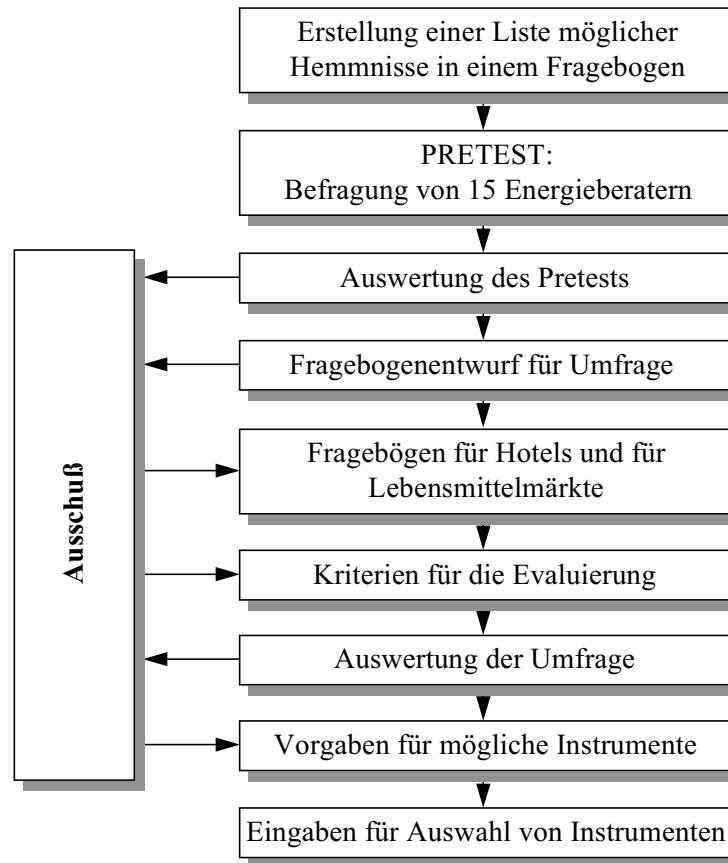 Erstellung einer Liste möglicher
Hemmnisse in einem Fragebogen
PRETEST:
Befragung von 15 Energieberatern
Auswertung des Pretests
Fragebogenentwurf für Umfrage
Fragebögen für Hotels und für
Lebensmittelmärkte
Kriterien für die Evaluierung
Auswertung der Umfrage
Vorgaben für mögliche Instrumente
Eingaben für Auswahl von Instrumenten
Ausschuß